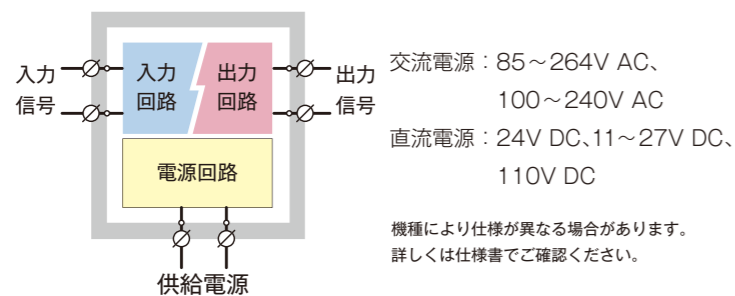 入力
信号
入力
回路
出力
回路
出力
信号
電源回路
供給電源
交流電源：85～264V AC、
100～240V AC
直流電源：24V DC、11～27V DC、
110V DC
機種により仕様が異なる場合があります。
詳しくは仕様書でご確認ください。